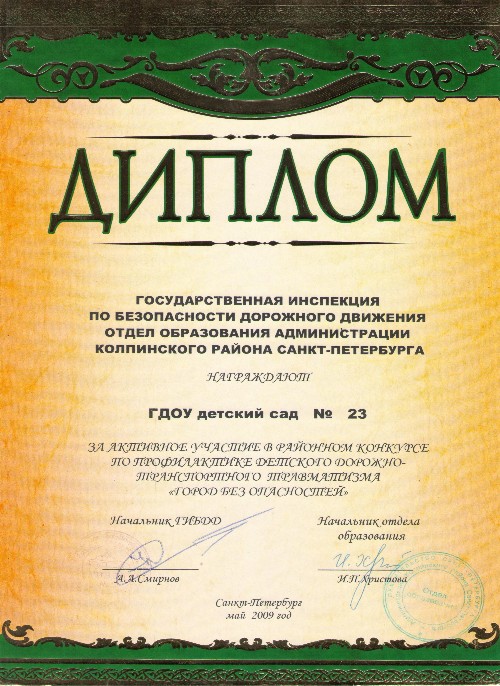 ДИПЛОМ
ГОСУДАРСТВЕННАЯ ИНСПЕКЦИЯ
ПО БЕЗОПАСНОСТИ ДОРОЖНОГО ДВИЖЕНИЯ
ОТДЕЛ ОБРАЗОВАНИЯ АДМИНИСТРАЦИИ
КОЛПИНСКОГО РАЙОНА САНКТ-ПЕТЕРБУРГА
НАГРАЖДАЮТ
ГДОУ детский сад № 23
ЗА АКТИВНОЕ УЧАСТИЕ В РАЙОННОМ КОНКУРСЕ
ПО ПРОФИЛАКТИКЕ ДЕТСКОГО ДОРОЖНО-
ТРАНСПОРТНОГО ТРАВМАТИЗМА
«ГОРОД БЕЗ ОПАСНОСТЕЙ»
Начальник ГИБДД
А.А.Смирнов
Начальник отдела
образования
И.П.Христова
Отдел
образования
Санкт-Петербург
май 2009 год